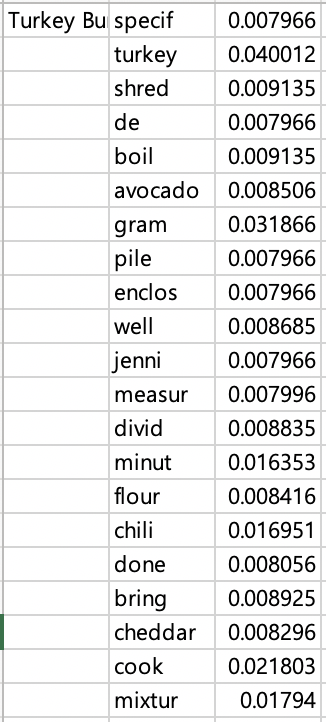 Turkey Bu specif 0.007966
turkey 0.040012
shred 0.009135
de 0.007966
boil 0.009135
avocado 0.008506
gram 0.031866
pile 0.007966
enclos 0.007966
well 0.008685
jenni 0.007966
measur 0.007996
divid 0.008835
minut 0.016353
flour 0.008416
chili 0.016951
done 0.008056
bring 0.008925
cheddar 0.008296
cook 0.021803
mixtur 0.01794